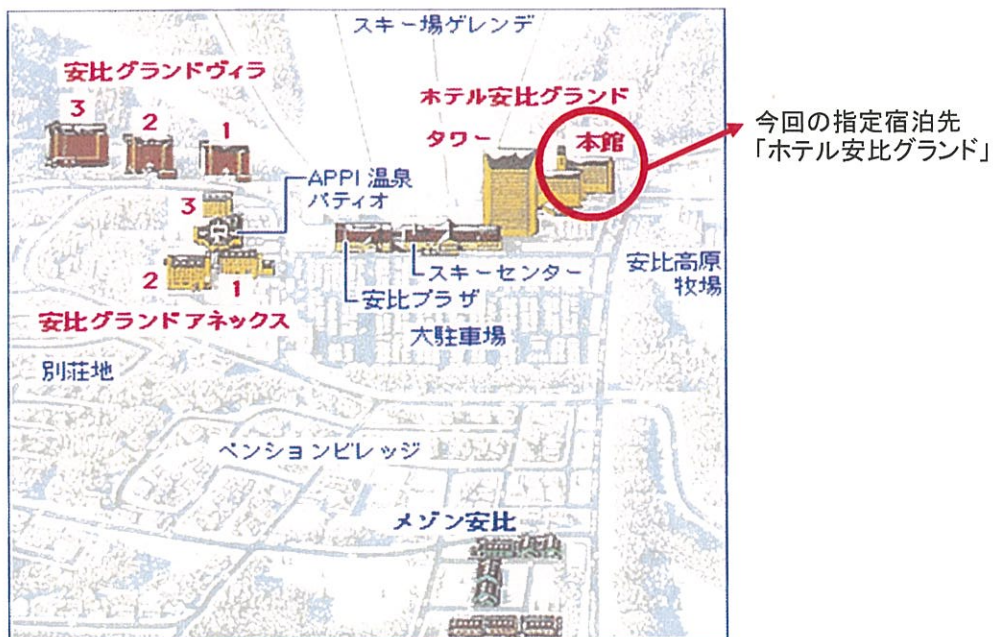 スキー場ゲレンデ
安比グランドヴィラ
3
2
1
ホテル安比グランド
タワー
本館
今回の指定宿泊先
「ホテル安比グランド」
APPI 温泉
パティオ
3
2
1
安比グランドアネックス
スキーセンター
安比プラザ
大駐車場
安比高原
牧場
別荘地
ペンションビレッジ
メゾン安比